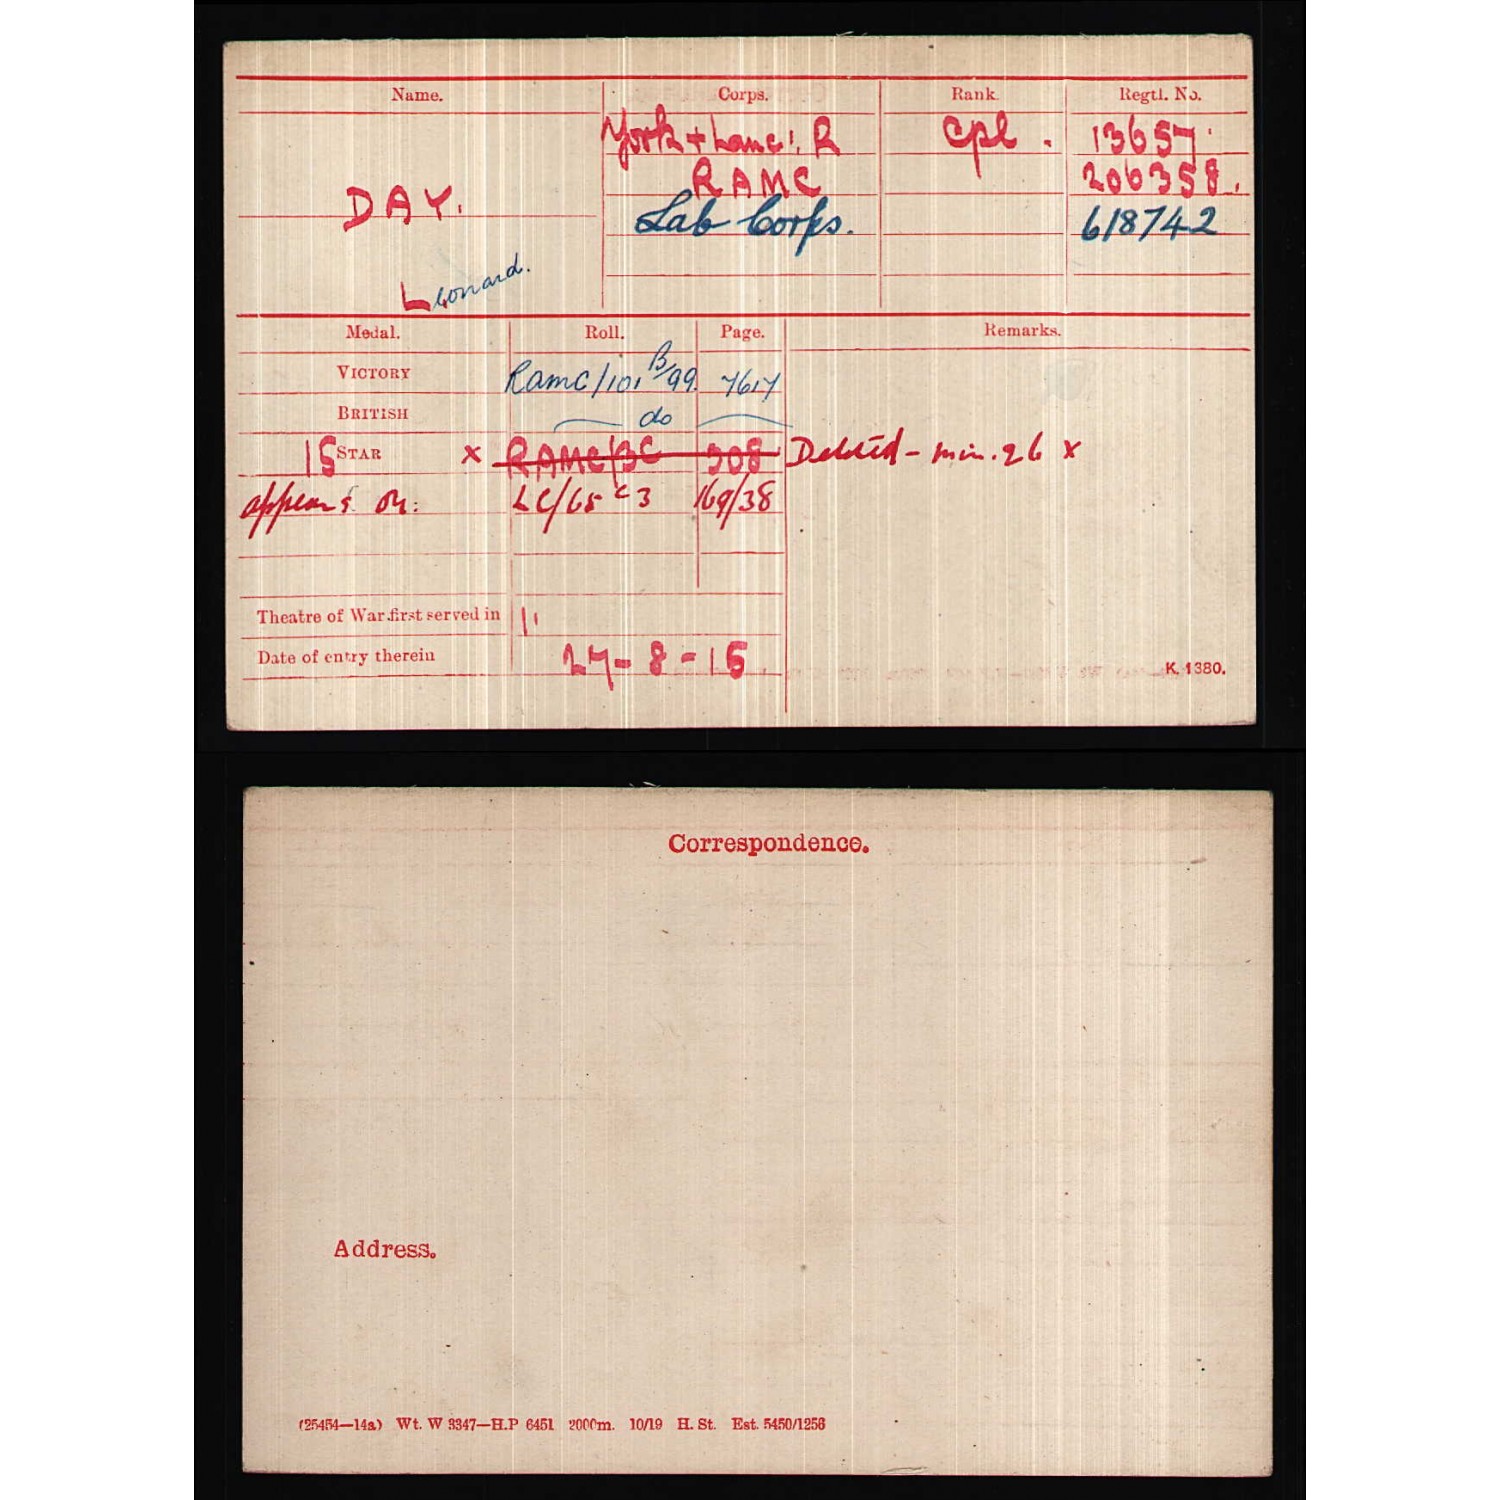 Name. Corps. Rank. Regtl. No.
York + Lanc: R Cpl. 13657
RAMC 206358.
DAY. Lab Corps. 618742
Leonard.
Medal. Roll. Page. Remarks.
VICTORY RAMC/101 B/99 7617
BRITISH do
15 STAR x RAMC/3C 308 Deleted - min. 26 x
appears on: LC/65 C3 169/38
Theatre of War first served in
Date of entry therein 27-8-15
K. 1380.
Correspondence.
Address.
(25454—14a) Wt. W 3347—H.P 6451 2000m. 10/19 H. St. Est. 5450/1256